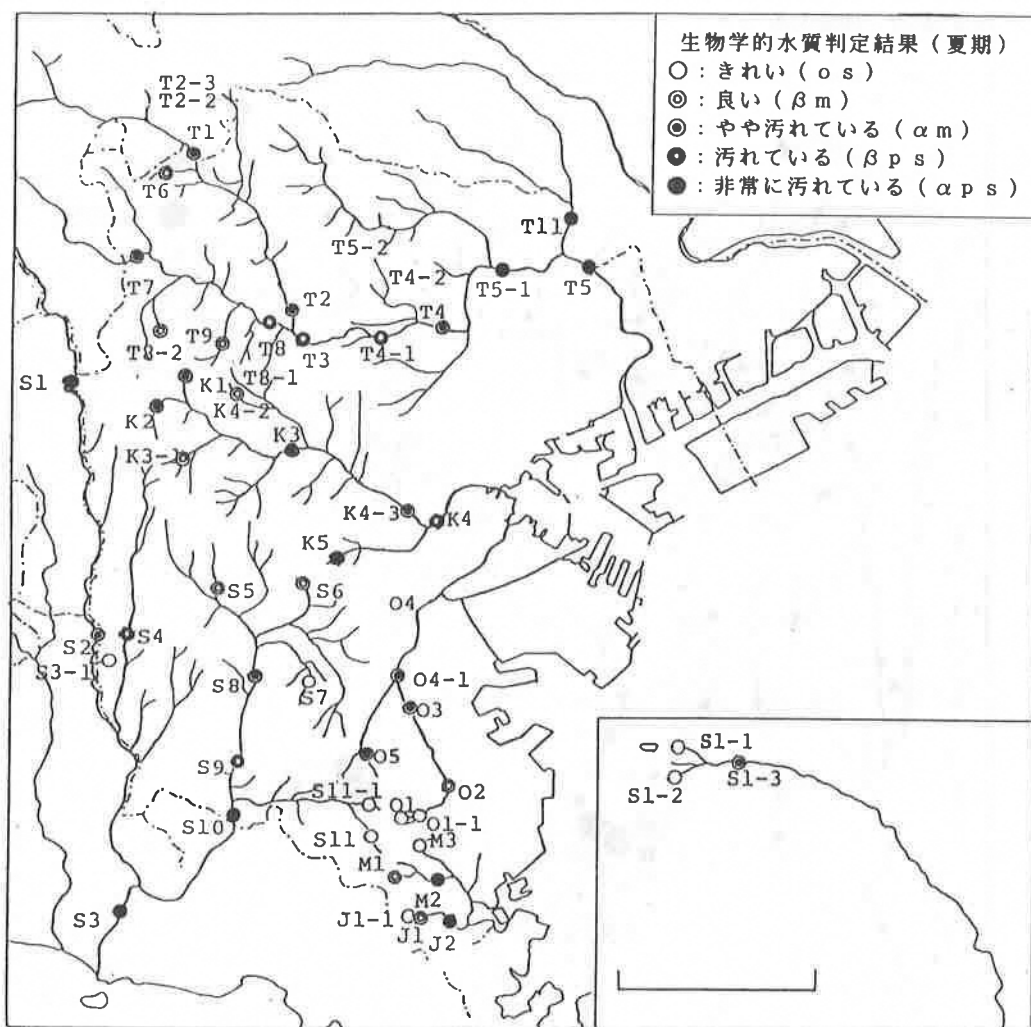 生物学的水質判定結果(夏期)
○:きれい(os)
◎:良い(βm)
◉:やや汚れている(αm)
●:汚れている(βps)
●:非常に汚れている(αps)
T2-3
T2-2
T1
T6
T11
T5-2
T7
T4-2
T5-1
T5
T2
T4
T9
T8
T3
T4-1
T8-2
T8-1
S1
K1
K4-2
K2
K3
K3-1
K4-3
K4
K5
S5
S6
O4
S2
S4
S3-1
S8
S7
O4-1
O3
S9
O5
O2
S11-1
O1
S10
O1-1
S11
M3
M1
M2
S3
J1-1
J1
J2
S1-1
S1-3
S1-2